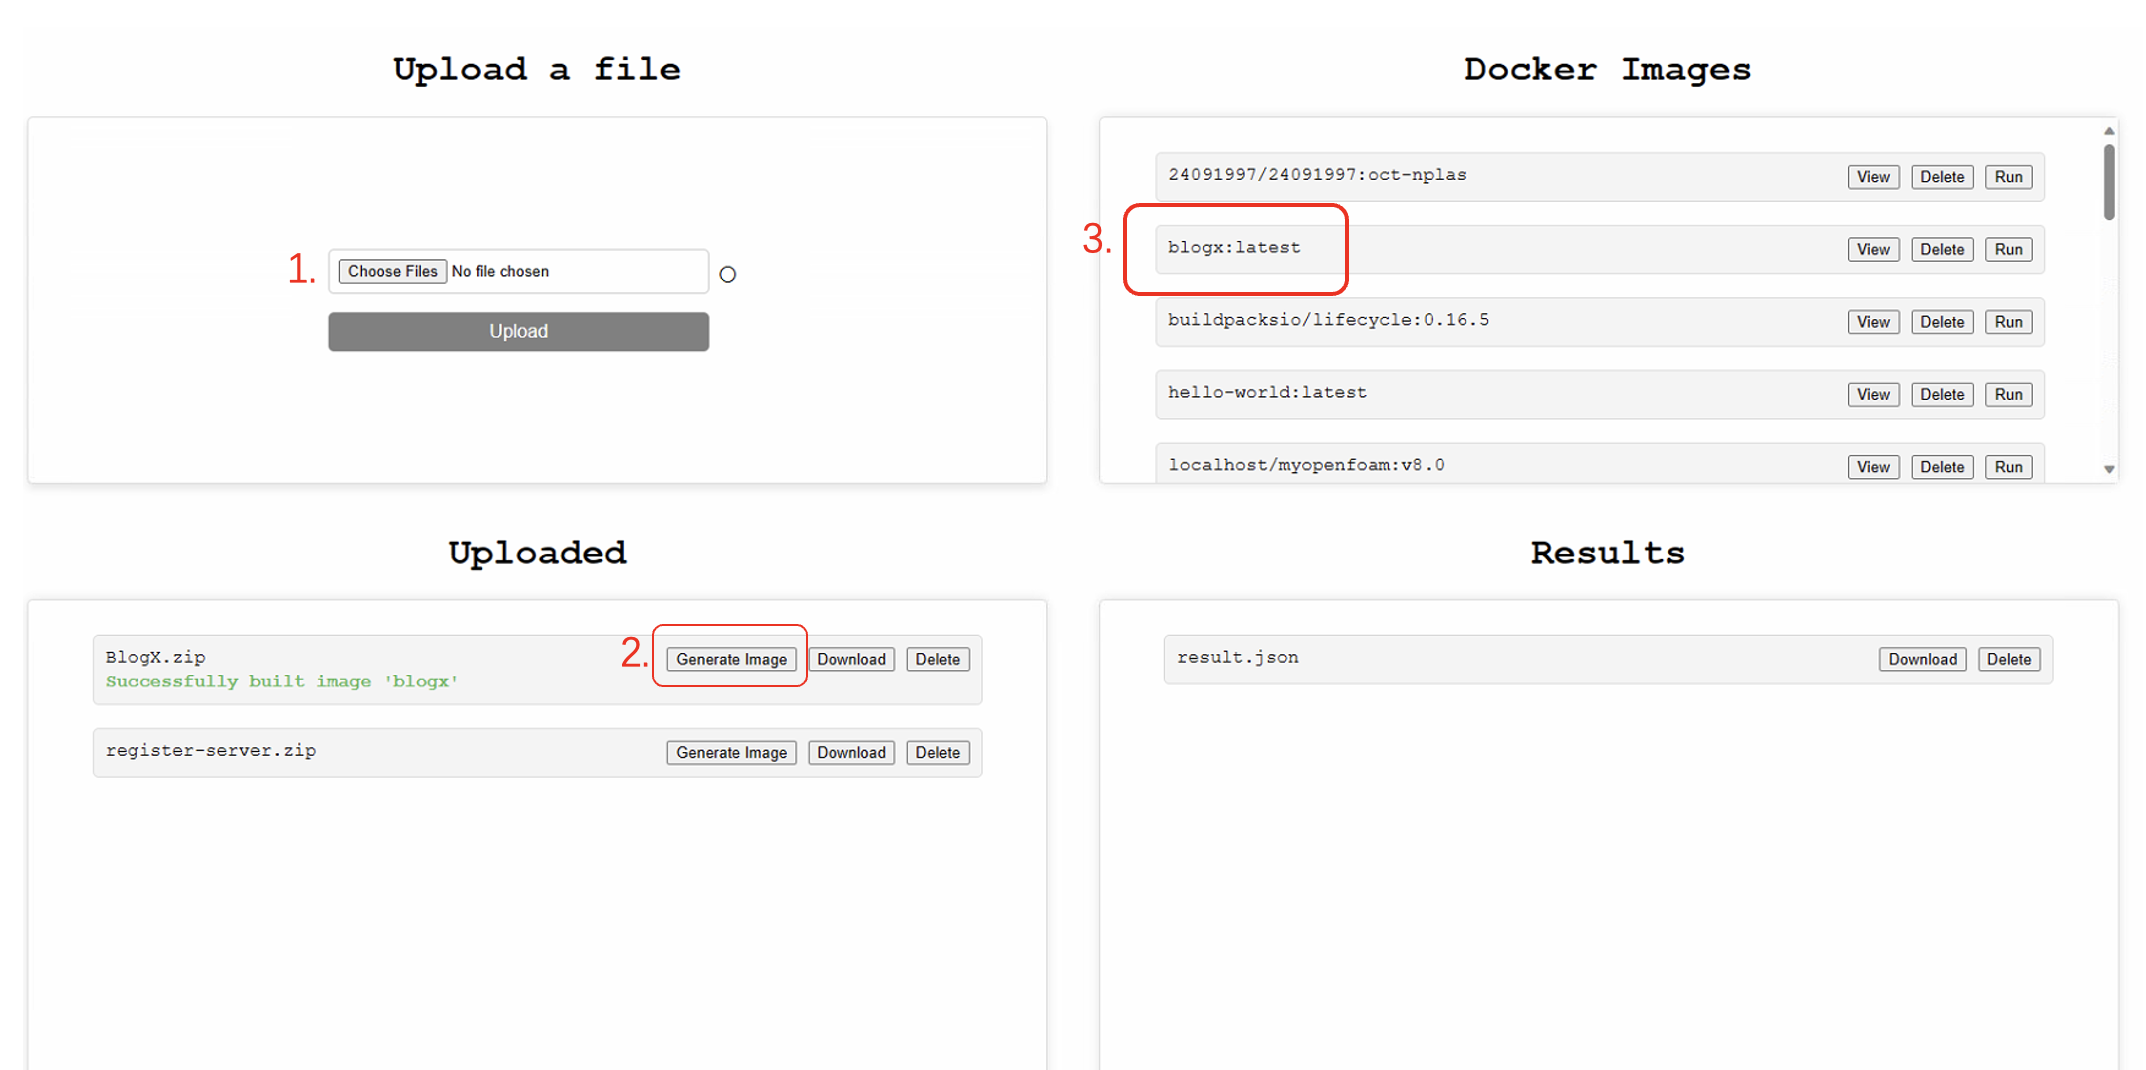 Upload a file
1. Choose Files No file chosen
Upload
Docker Images
24091997/24091997:oct-nplas View Delete Run
3. blogx:latest View Delete Run
buildpacksio/lifecycle:0.16.5 View Delete Run
hello-world:latest View Delete Run
localhost/myopenfoam:v8.0 View Delete Run
Uploaded
BlogX.zip 2. Generate Image Download Delete
Successfully built image 'blogx'
register-server.zip Generate Image Download Delete
Results
result.json Download Delete